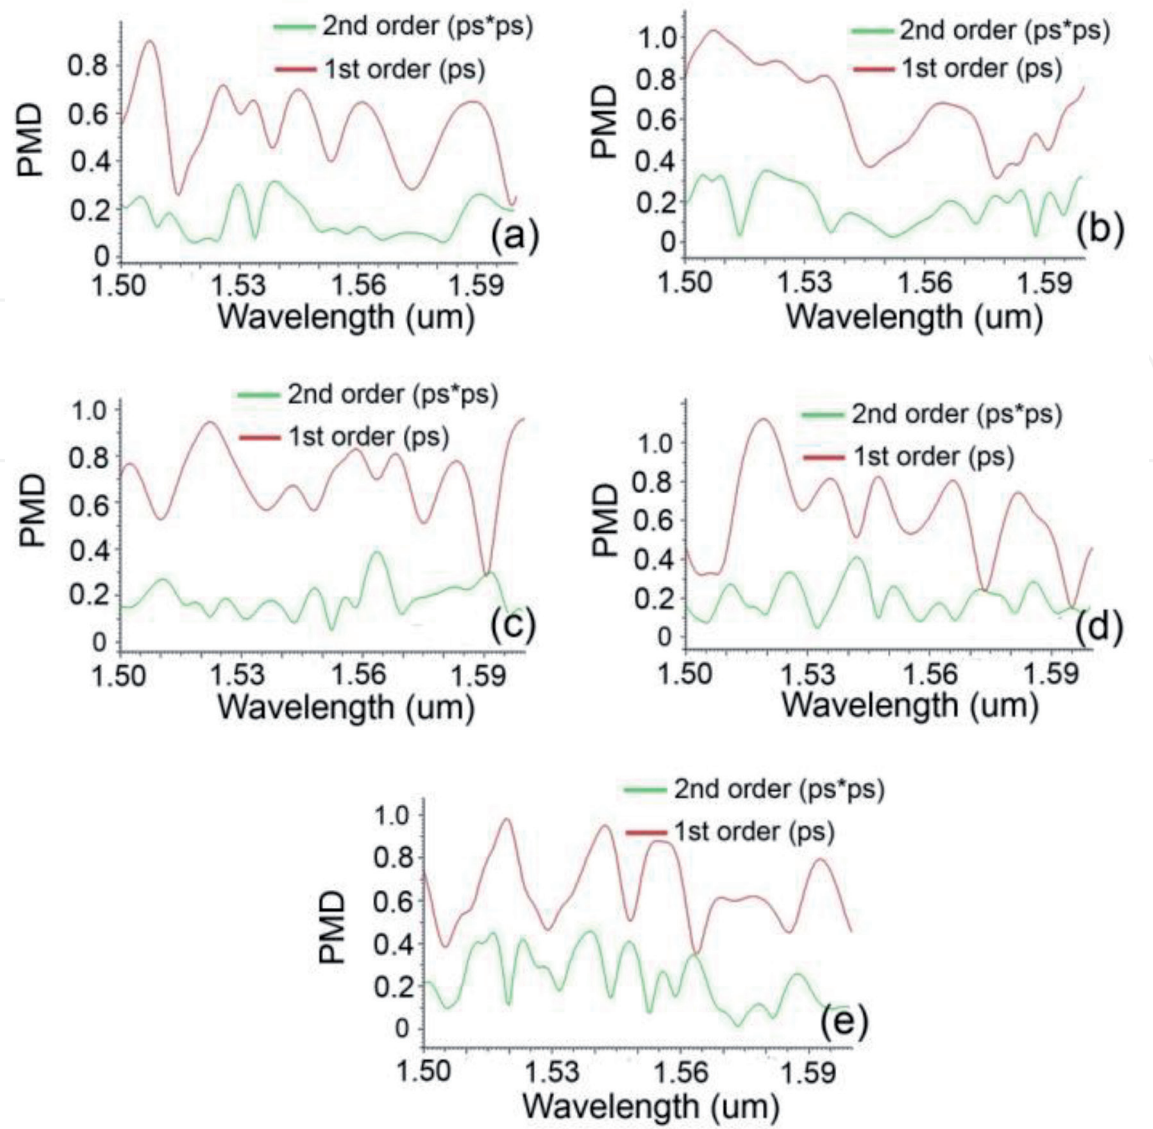 2nd order (ps*ps)
1st order (ps)
PMD
0.8
0.6
0.4
0.2
0
(a)
1.50 1.53 1.56 1.59
Wavelength (um)
2nd order (ps*ps)
1st order (ps)
PMD
1.0
0.8
0.6
0.4
0.2
0
(b)
1.50 1.53 1.56 1.59
Wavelength (um)
2nd order (ps*ps)
1st order (ps)
PMD
1.0
0.8
0.6
0.4
0.2
0
(c)
1.50 1.53 1.56 1.59
Wavelength (um)
2nd order (ps*ps)
1st order (ps)
PMD
1.0
0.8
0.6
0.4
0.2
0
(d)
1.50 1.53 1.56 1.59
Wavelength (um)
2nd order (ps*ps)
1st order (ps)
PMD
1.0
0.8
0.6
0.4
0.2
0
(e)
1.50 1.53 1.56 1.59
Wavelength (um)